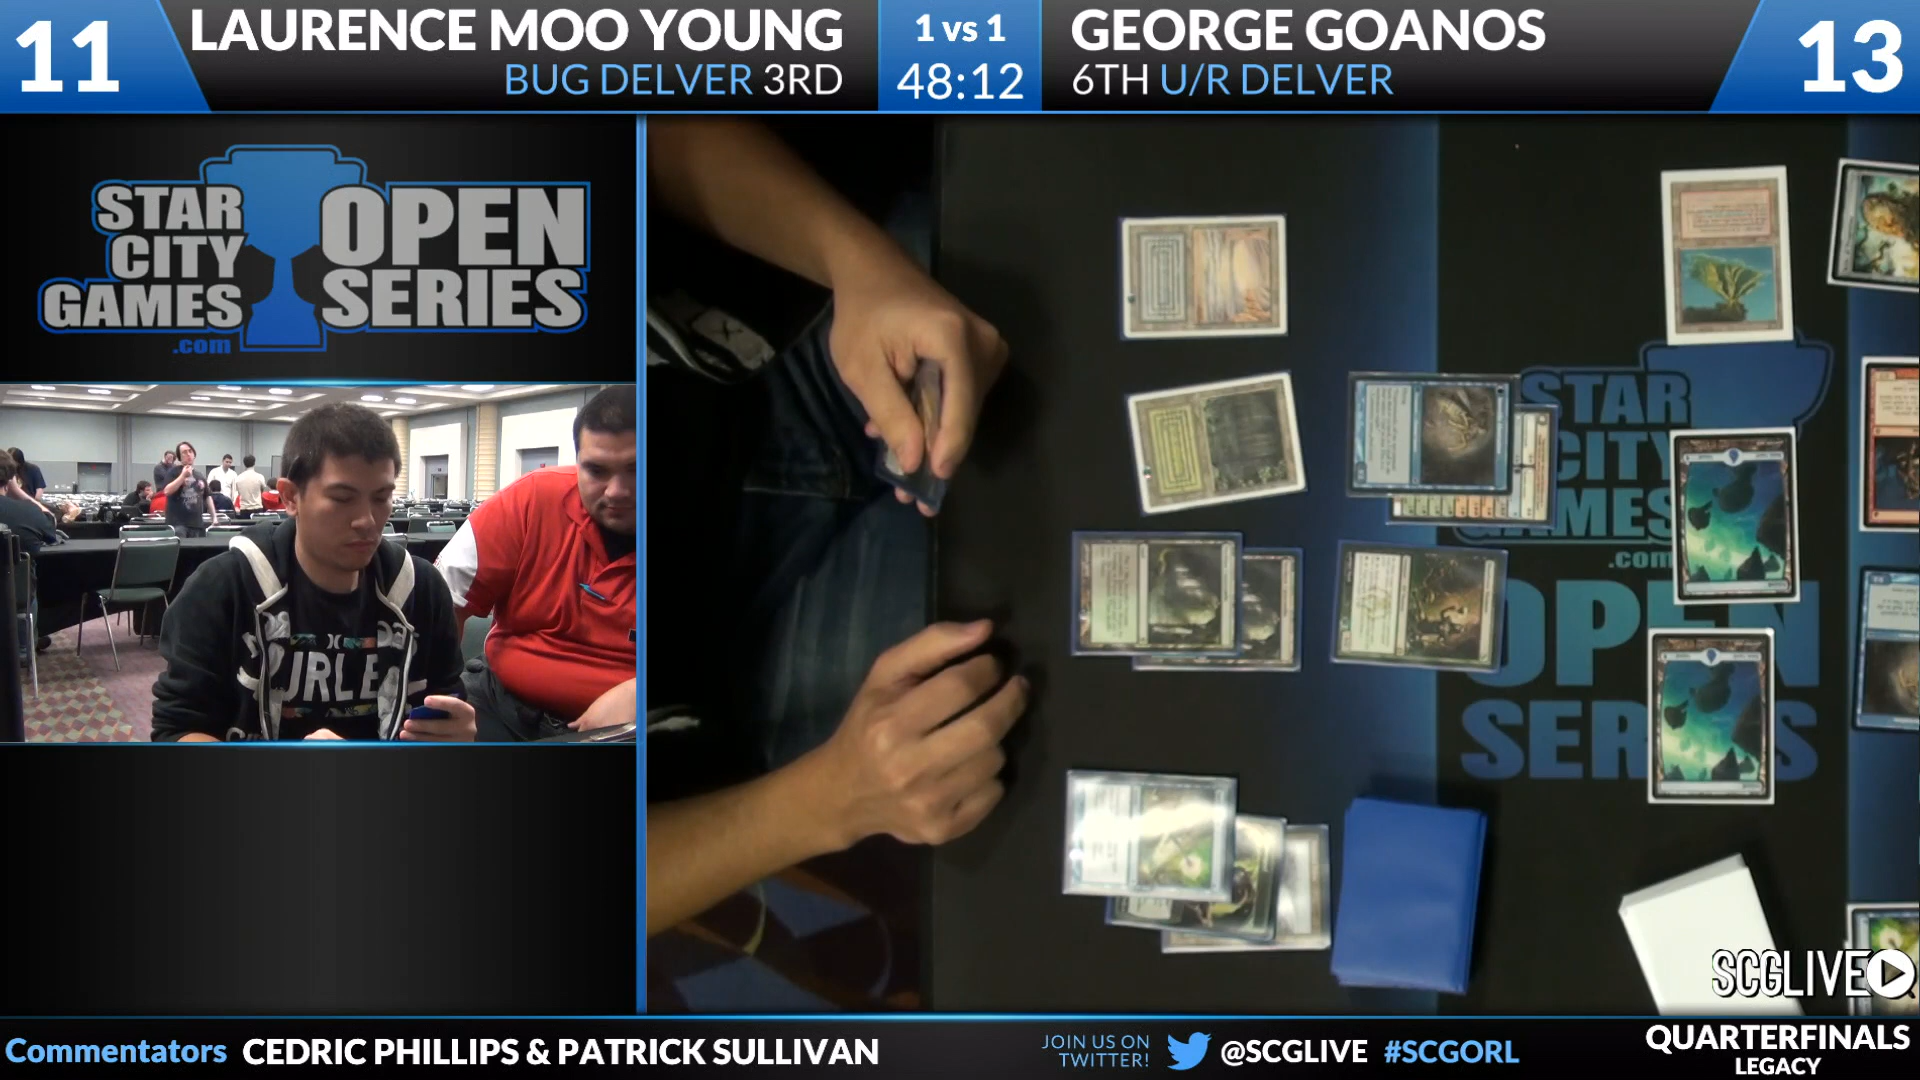 11
LAURENCE MOO YOUNG
BUG DELVER 3RD
1 vs 1
48:12
GEORGE GOANOS
6TH U/R DELVER
13
STAR
CITY
GAMES
.com
OPEN
SERIES
STAR
CITY
GAMES
.com
OPEN
SERIES
SCGLIVE
Commentators CEDRIC PHILLIPS & PATRICK SULLIVAN
JOIN US ON
TWITTER!
@SCGLIVE #SCGORL
QUARTERFINALS
LEGACY